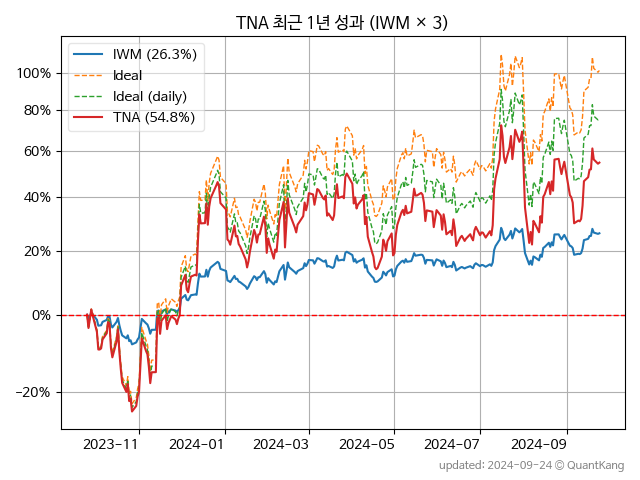 TNA 최근 1년 성과 (IWM × 3)
IWM (26.3%)
Ideal
Ideal (daily)
TNA (54.8%)
100%
80%
60%
40%
20%
0%
−20%
2023−11
2024−01
2024−03
2024−05
2024−07
2024−09
updated: 2024−09−24 © QuantKang